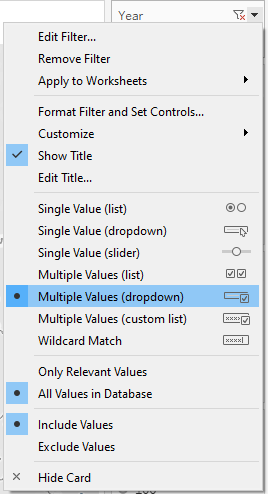 Year
Edit Filter...
Remove Filter
Apply to Worksheets
Format Filter and Set Controls...
Customize
Show Title
Edit Title...
Single Value (list)
Single Value (dropdown)
Single Value (slider)
Multiple Values (list)
Multiple Values (dropdown)
Multiple Values (custom list)
Wildcard Match
Only Relevant Values
All Values in Database
Include Values
Exclude Values
Hide Card